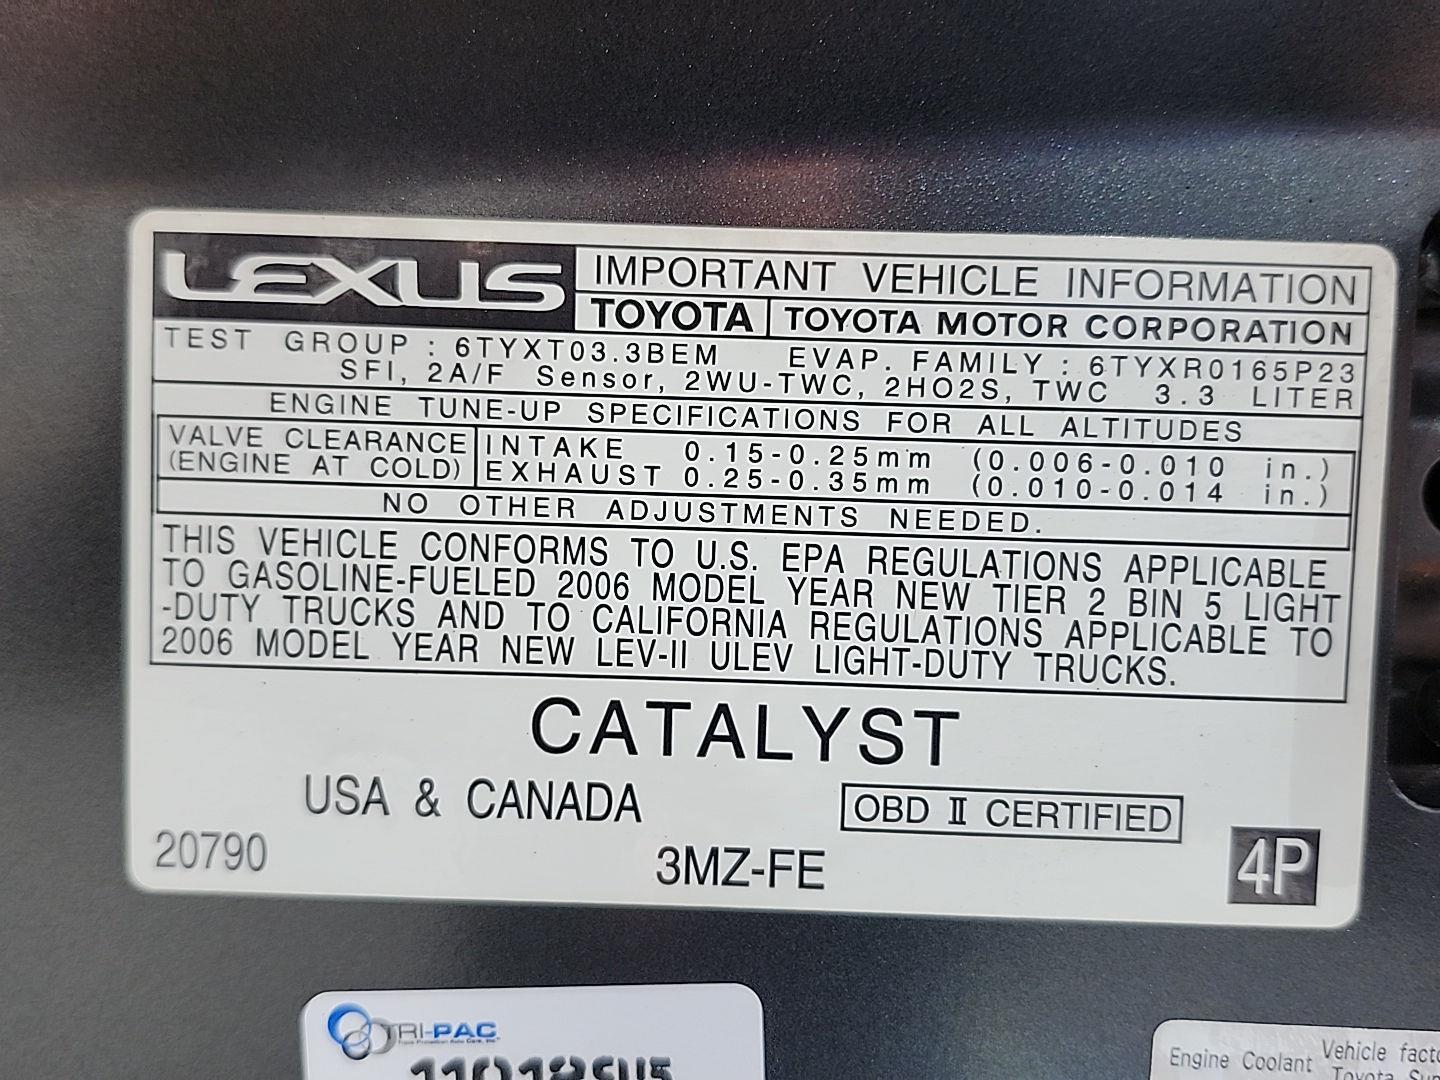 LEXUS IMPORTANT VEHICLE INFORMATION
TOYOTA TOYOTA MOTOR CORPORATION
TEST GROUP : 6TYXT03.3BEM EVAP. FAMILY : 6TYXR0165P23
SFI, 2A/F Sensor, 2WU-TWC, 2HO2S, TWC 3.3 LITER
ENGINE TUNE-UP SPECIFICATIONS FOR ALL ALTITUDES
VALVE CLEARANCE INTAKE 0.15-0.25mm (0.006-0.010 in.)
(ENGINE AT COLD) EXHAUST 0.25-0.35mm (0.010-0.014 in.)
NO OTHER ADJUSTMENTS NEEDED.
THIS VEHICLE CONFORMS TO U.S. EPA REGULATIONS APPLICABLE
TO GASOLINE-FUELED 2006 MODEL YEAR NEW TIER 2 BIN 5 LIGHT
-DUTY TRUCKS AND TO CALIFORNIA REGULATIONS APPLICABLE TO
2006 MODEL YEAR NEW LEV-II ULEV LIGHT-DUTY TRUCKS.
CATALYST
USA & CANADA OBD II CERTIFIED
20790 3MZ-FE 4P
TRI-PAC
Engine Coolant Vehicle
Toyota